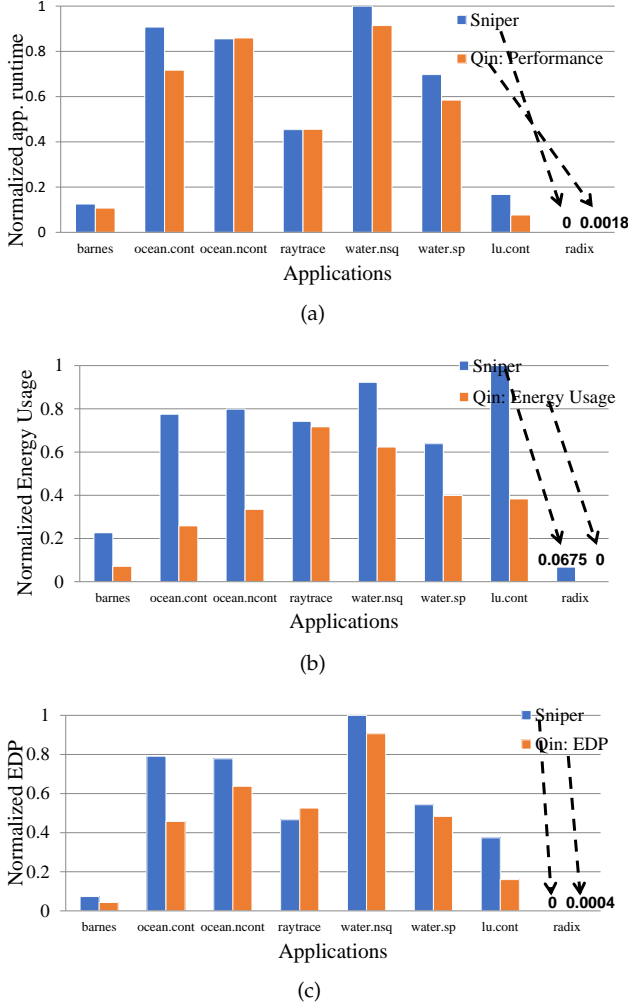 1
0.8
0.6
0.4
0.2
0
Normalized app. runtime
Sniper
Qin: Performance
0 0.0018
barnes ocean.cont ocean.ncont raytrace water.nsq water.sp lu.cont radix
Applications
(a)
1
0.8
0.6
0.4
0.2
0
Normalized Energy Usage
Sniper
Qin: Energy Usage
0.0675 0
barnes ocean.cont ocean.ncont raytrace water.nsq water.sp lu.cont radix
Applications
(b)
1
0.8
0.6
0.4
0.2
0
Normalized EDP
Sniper
Qin: EDP
0 0.0004
barnes ocean.cont ocean.ncont raytrace water.nsq water.sp lu.cont radix
Applications
(c)